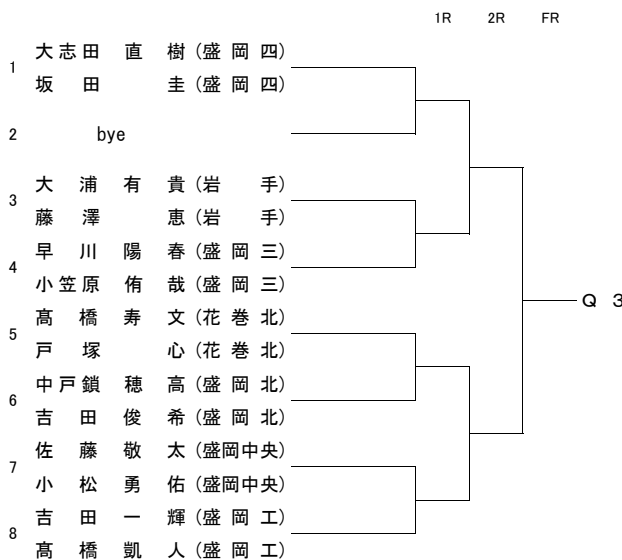 1R 2R FR
1 大志田 直 樹(盛 岡 四)
坂 田 圭(盛 岡 四)
2 bye
3 大 浦 有 貴(岩 手)
藤 澤 恵(岩 手)
4 早 川 陽 春(盛 岡 三)
小笠原 侑 哉(盛 岡 三)
5 髙 橋 寿 文(花 巻 北)
戸 塚 心(花 巻 北)
6 中戸鎖 穂 高(盛 岡 北)
吉 田 俊 希(盛 岡 北)
7 佐 藤 敬 太(盛岡中央)
小 松 勇 佑(盛岡中央)
8 吉 田 一 輝(盛 岡 工)
髙 橋 凱 人(盛 岡 工)
Q 3